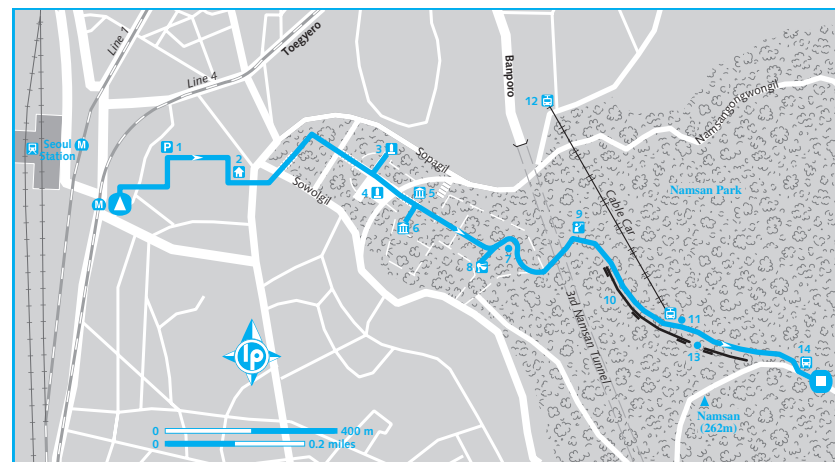 Line 1
Line 4
Toegyero
Banporo
12
Namsangongwongil
Seoul
Station
M
P 1
2
3
Sopagil
Namsan Park
Sowolgil
4
5
M
6
9
Cable Car
7
8
10
3rd Namsan Tunnel
11
13
14
lp
Namsan
(262m)
0 400 m
0 0.2 miles